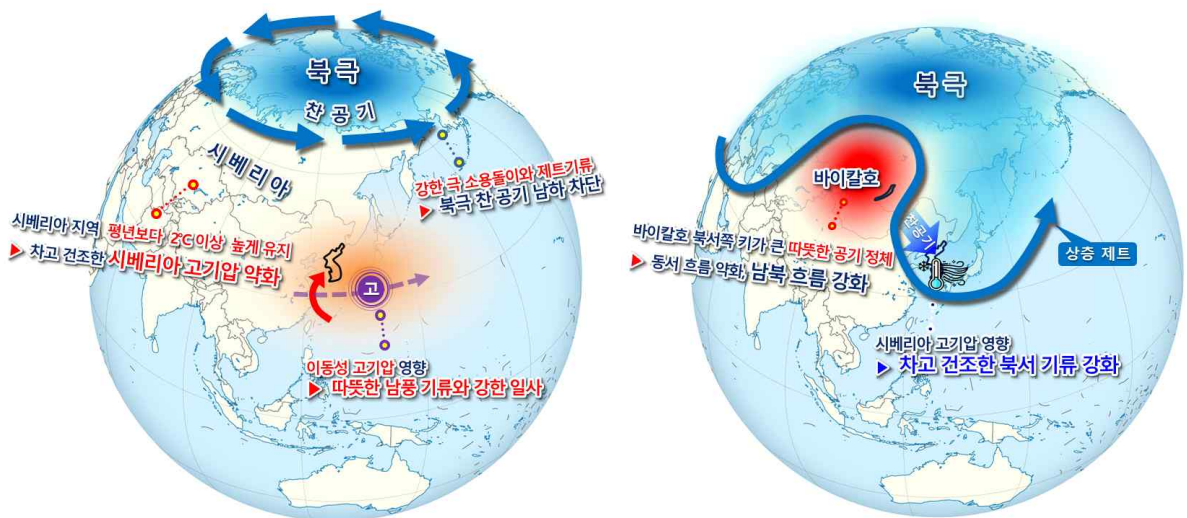 북극
찬공기
시베리아
강한 극 소용돌이와 제트기류
▶ 북극 찬 공기 남하 차단
시베리아 지역 평년보다 2℃ 이상 높게 유지
▶ 차고 건조한 시베리아 고기압 약화
고
이동성 고기압 영향
▶ 따뜻한 남풍 기류와 강한 일사
북극
바이칼호
찬공기
바이칼호 북서쪽 키가 큰 따뜻한 공기 정체
▶ 동서 흐름 약화, 남북 흐름 강화
상층 제트
시베리아 고기압 영향
▶ 차고 건조한 북서 기류 강화